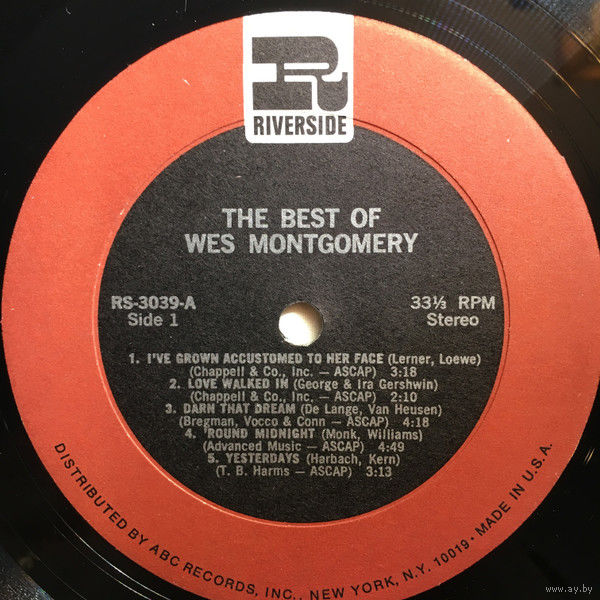 R
RIVERSIDE
THE BEST OF
WES MONTGOMERY
RS-3039-A
Side 1
33⅓ RPM
Stereo
1. I'VE GROWN ACCUSTOMED TO HER FACE (Lerner, Loewe)
(Chappell & Co., Inc. — ASCAP) 3:18
2. LOVE WALKED IN (George & Ira Gershwin)
(Chappell & Co., Inc. — ASCAP) 2:10
3. DARN THAT DREAM (De Lange, Van Heusen)
(Bregman, Vocco & Conn — ASCAP) 4:18
4. 'ROUND MIDNIGHT (Monk, Williams)
(Advanced Music — ASCAP) 4:49
5. YESTERDAYS (Harbach, Kern)
(T. B. Harms — ASCAP) 3:13
DISTRIBUTED BY ABC RECORDS, INC., NEW YORK, N.Y. 10019 • MADE IN U.S.A.
www.ay.by